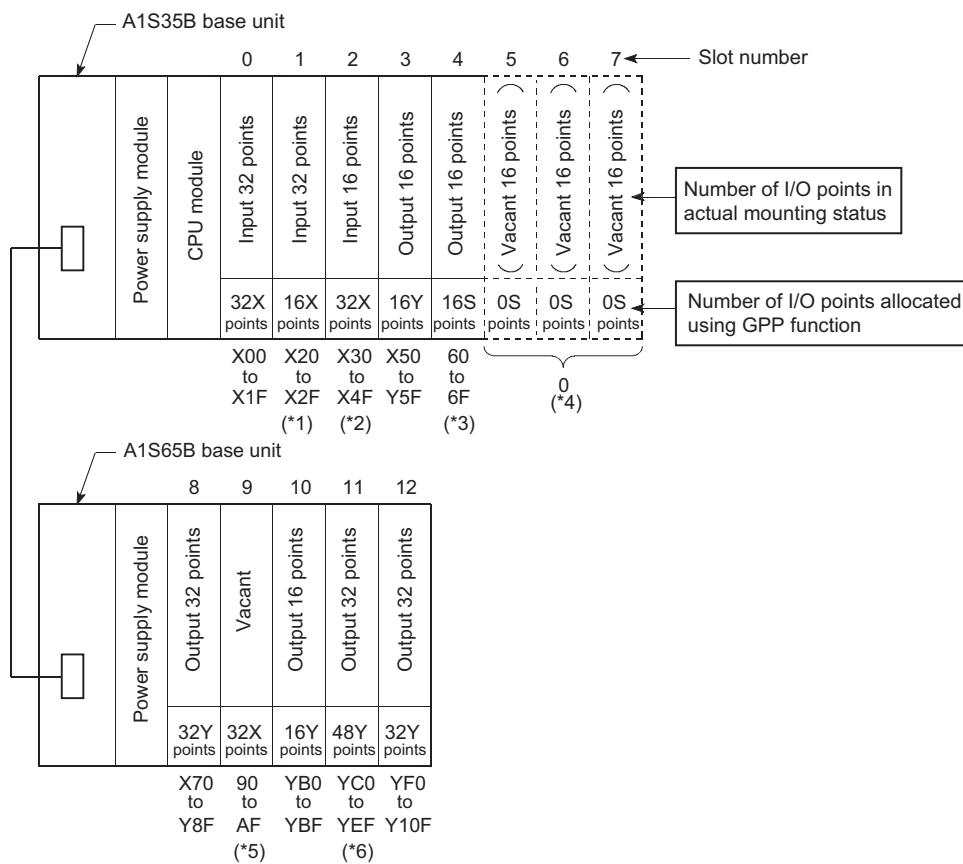 A1S35B base unit
0 1 2 3 4 5 6 7 Slot number
Power supply module
CPU module
Input 32 points
Input 32 points
Input 16 points
Output 16 points
Output 16 points
(Vacant 16 points)
(Vacant 16 points)
(Vacant 16 points)
Number of I/O points in
actual mounting status
32X 16X 32X 16Y 16S 0S 0S 0S
points points points points points points points points
Number of I/O points allocated
using GPP function
X00 X20 X30 X50 60
to to to to to
X1F X2F X4F Y5F 6F
0
(*1) (*2) (*3) (*4)
A1S65B base unit
8 9 10 11 12
Power supply module
Output 32 points
Vacant
Output 16 points
Output 32 points
Output 32 points
32Y 32X 16Y 48Y 32Y
points points points points points
X70 90 YB0 YC0 YF0
to to to to to
Y8F AF YBF YEF Y10F
(*5) (*6)